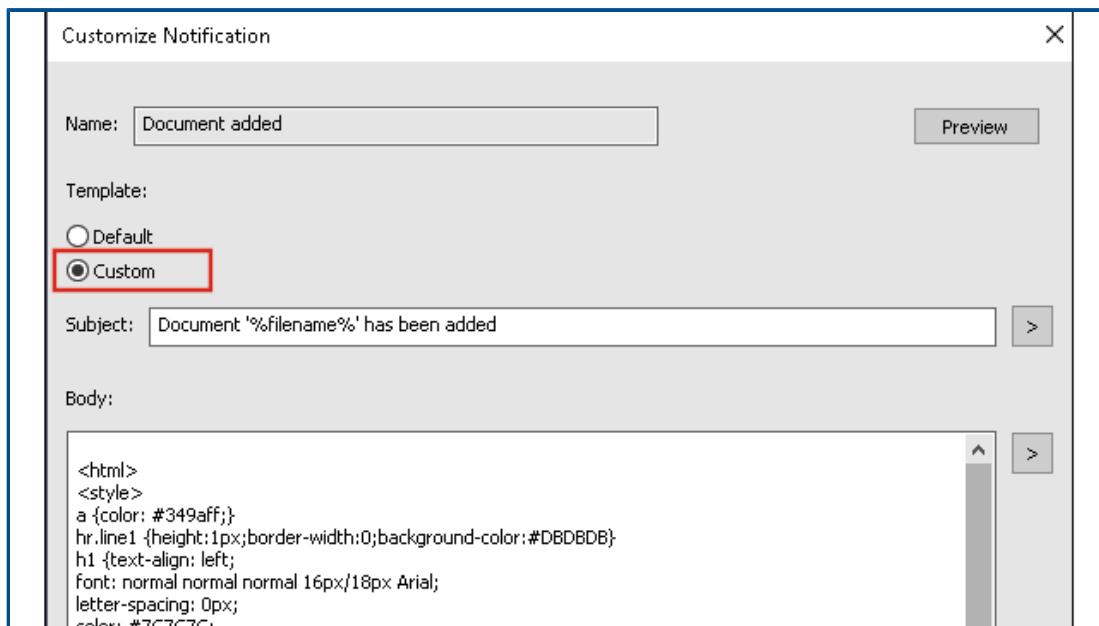 Customize Notification
Name: Document added
Preview
Template:
Default
Custom
Subject: Document '%filename%' has been added >
Body:
>
<html>
<style>
a {color: #349aff;}
hr.line1 {height:1px;border-width:0;background-color:#DBDBDB}
h1 {text-align: left;
font: normal normal normal 16px/18px Arial;
letter-spacing: 0px;
color: #7C7C7C;